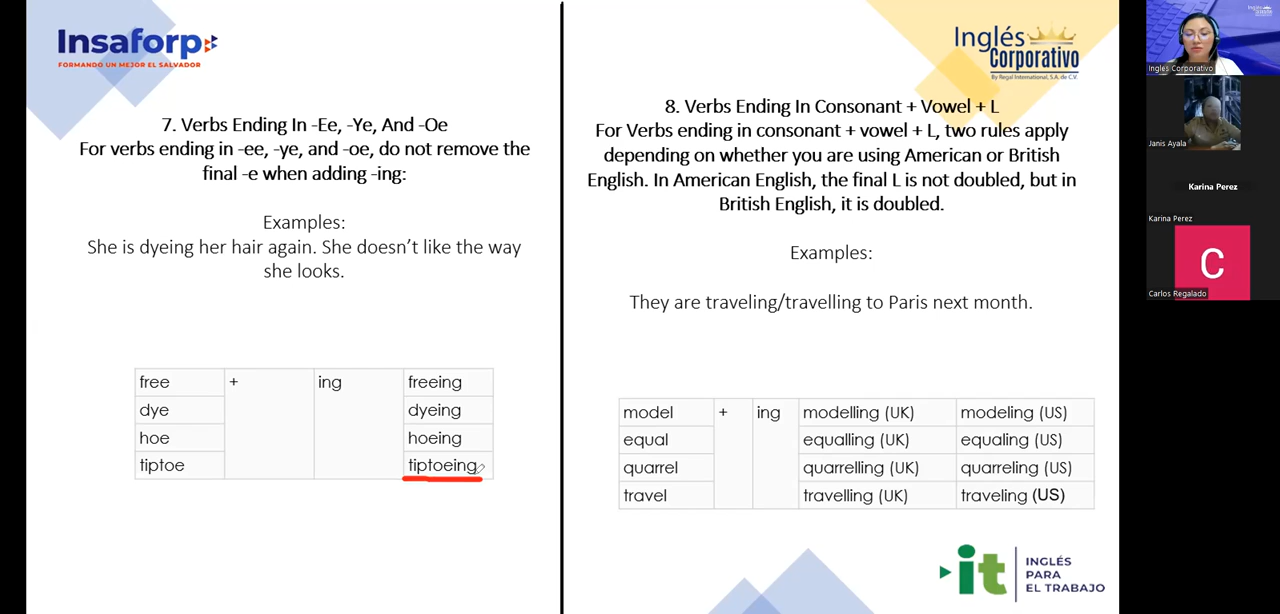 Insaforp
FORMANDO UN MEJOR EL SALVADOR
7. Verbs Ending In -Ee, -Ye, And -Oe
For verbs ending in -ee, -ye, and -oe, do not remove the
final -e when adding -ing:
Examples:
She is dyeing her hair again. She doesn’t like the way
she looks.
free + ing freeing
dye dyeing
hoe hoeing
tiptoe tiptoeing
Inglés
Corporativo
By Regal International, S.A. de C.V.
8. Verbs Ending In Consonant + Vowel + L
For Verbs ending in consonant + vowel + L, two rules apply
depending on whether you are using American or British
English. In American English, the final L is not doubled, but in
British English, it is doubled.
Examples:
They are traveling/travelling to Paris next month.
model + ing modelling (UK) modeling (US)
equal equalling (UK) equaling (US)
quarrel quarrelling (UK) quarreling (US)
travel travelling (UK) traveling (US)
it
INGLÉS
PARA
EL TRABAJO
Inglés Corporativo
Janis Ayala
Karina Perez
Karina Perez
C
Carlos Regalado